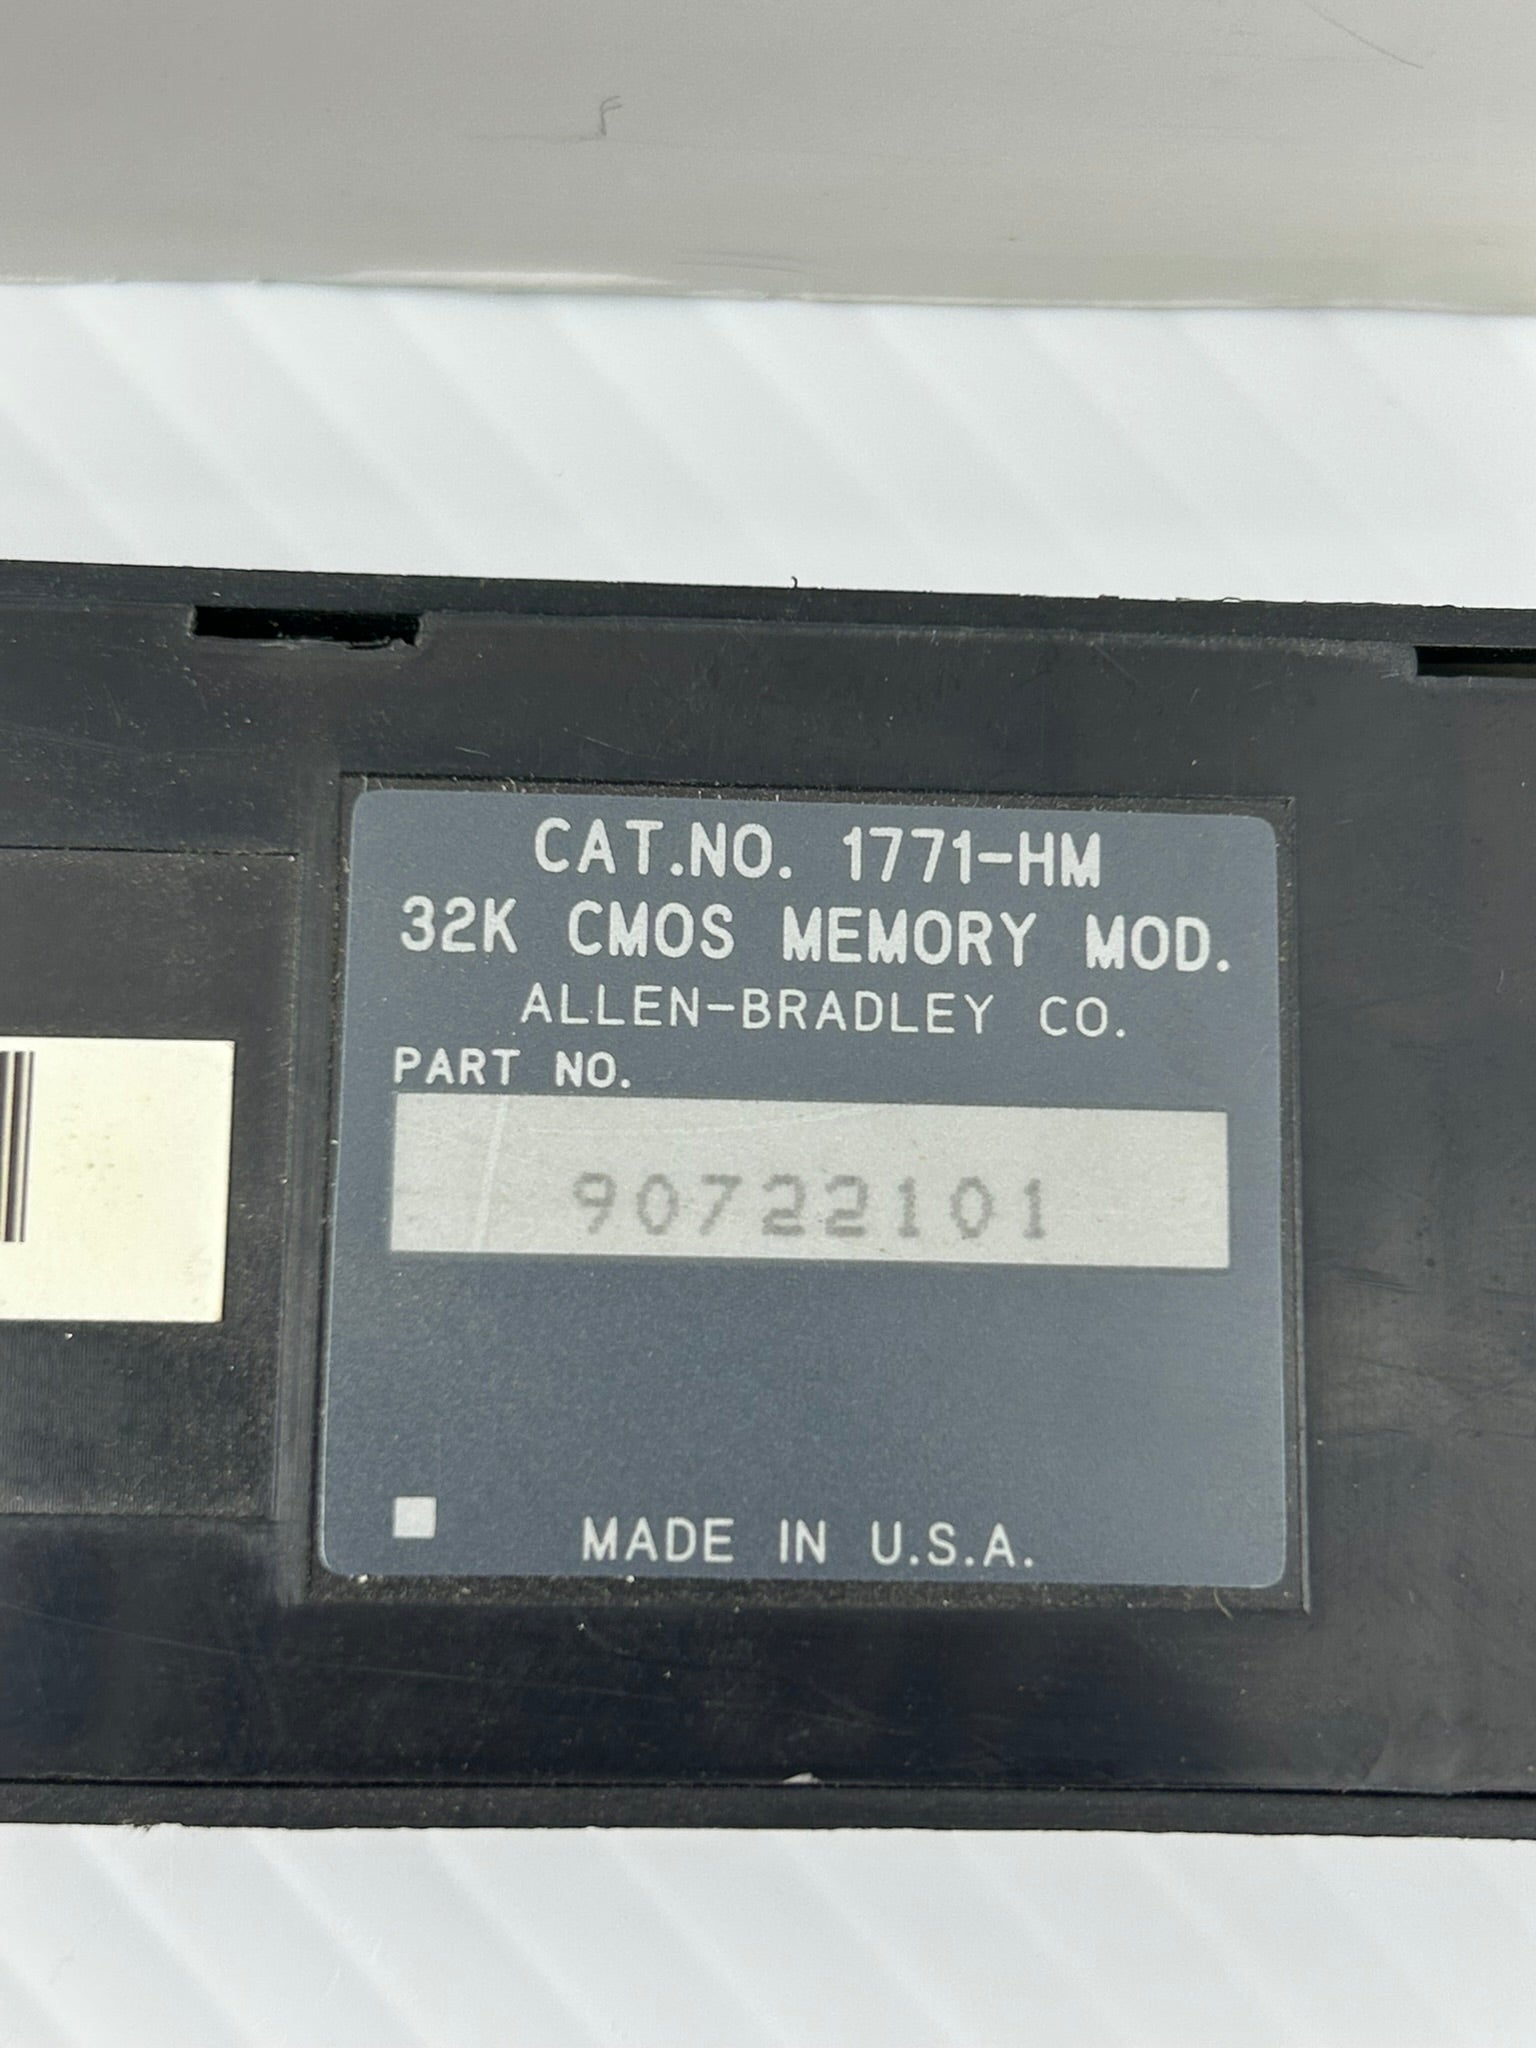 CAT.NO. 1771-HM
32K CMOS MEMORY MOD.
ALLEN-BRADLEY CO.
PART NO.
90722101
MADE IN U.S.A.